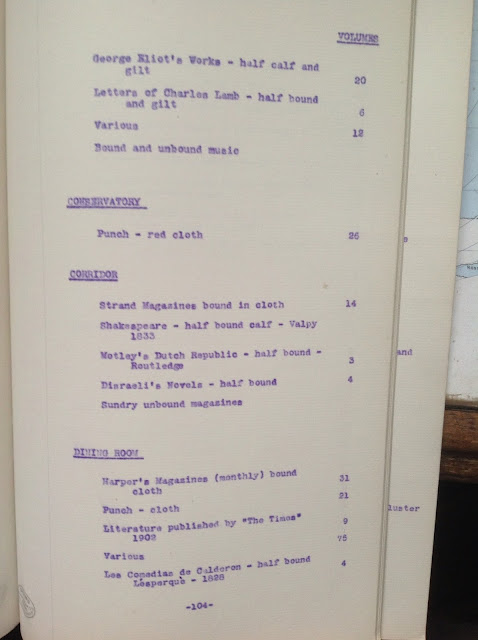 VOLUMES
George Eliot's Works - half calf and
gilt 20
Letters of Charles Lamb - half bound
and gilt 6
Various 12
Bound and unbound music
CONSERVATORY
Punch - red cloth 25
CORRIDOR
Strand Magazines bound in cloth 14
Shakespeare - half bound calf - Valpy
1833
Motley's Dutch Republic - half bound -
Routledge 3
Disraeli's Novels - half bound 4
Sundry unbound magazines
DINING ROOM
Harper's Magazines (monthly) bound
cloth 31
Punch - cloth 21
Literature published by "The Times"
1902 9
Various 75
Las Comedias de Calderon - half bound
Lesperque - 1828 4
-104-
and
luster